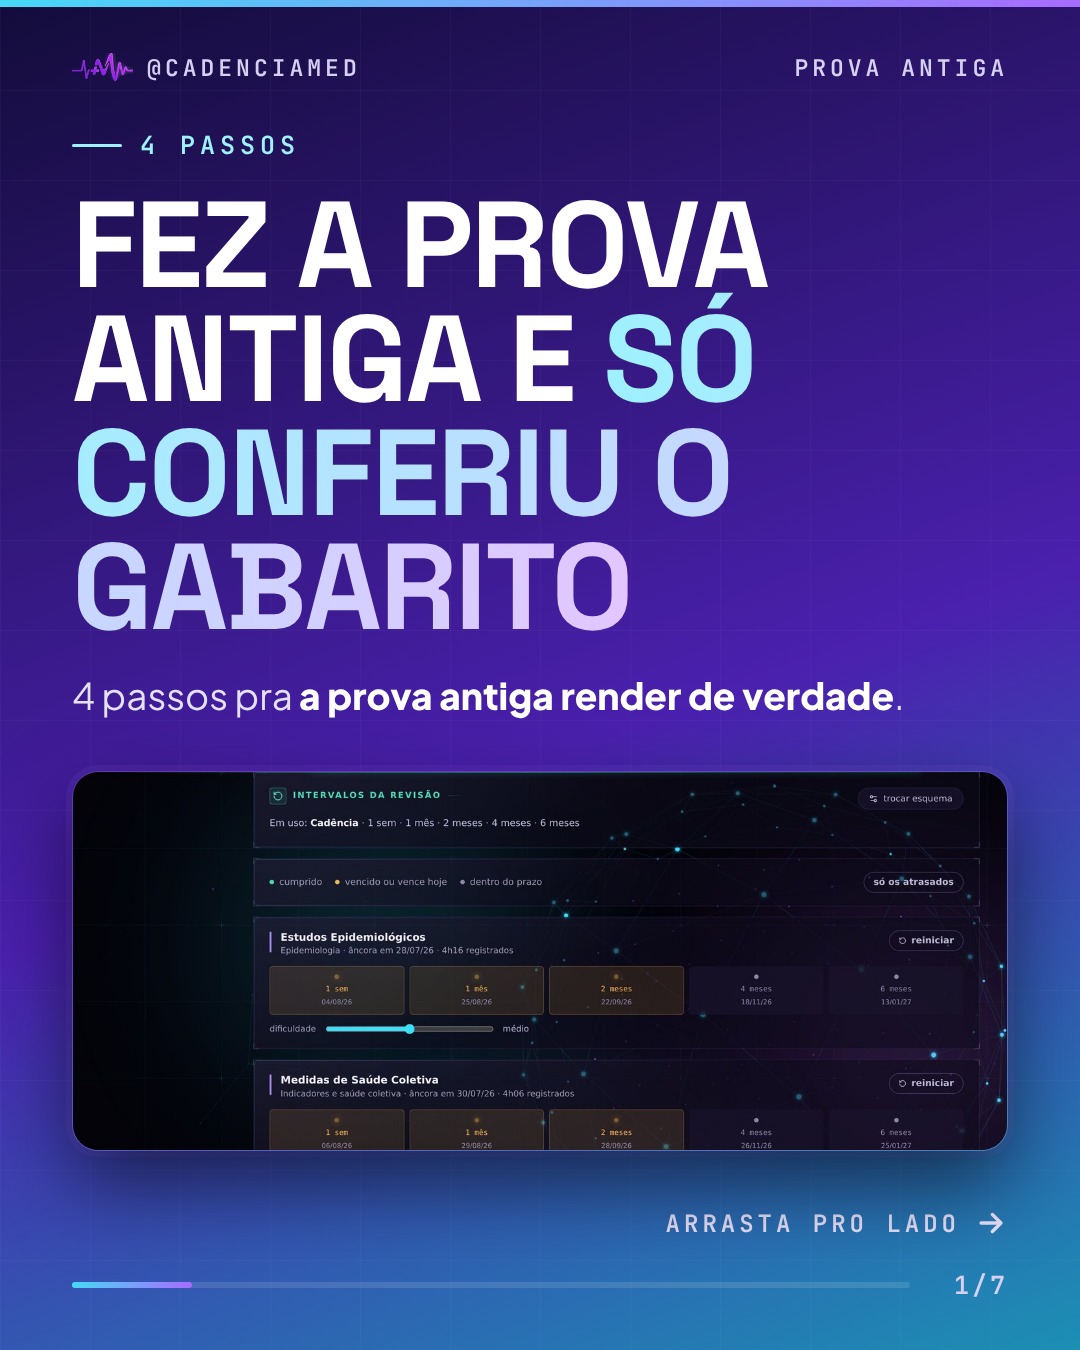 @CADENCIAMED
PROVA ANTIGA
4 PASSOS
FEZ A PROVA
ANTIGA E SÓ
CONFERIU O
GABARITO
4 passos pra a prova antiga render de verdade.
INTERVALOS DA REVISÃO
trocar esquema
Em uso: Cadência · 1 sem · 1 mês · 2 meses · 4 meses · 6 meses
cumprido
vencido ou vence hoje
dentro do prazo
só os atrasados
Estudos Epidemiológicos
reiniciar
Epidemiologia · âncora em 28/07/26 · 4h16 registrados
1 sem
1 mês
2 meses
4 meses
6 meses
04/08/26
25/08/26
22/09/26
18/11/26
13/01/27
dificuldade
médio
Medidas de Saúde Coletiva
reiniciar
Indicadores e saúde coletiva · âncora em 30/07/26 · 4h06 registrados
1 sem
1 mês
2 meses
4 meses
6 meses
06/08/26
29/08/26
28/09/26
26/11/26
25/01/27
ARRASTA PRO LADO →
1/7